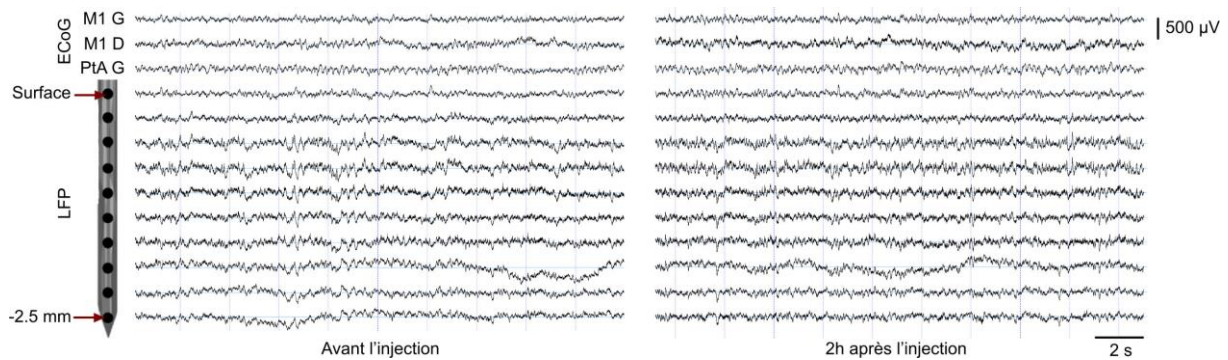 ECoG
M1 G
M1 D
PtA G
500 µV
Surface
LFP
-2.5 mm
Avant l'injection
2h après l'injection
2 s